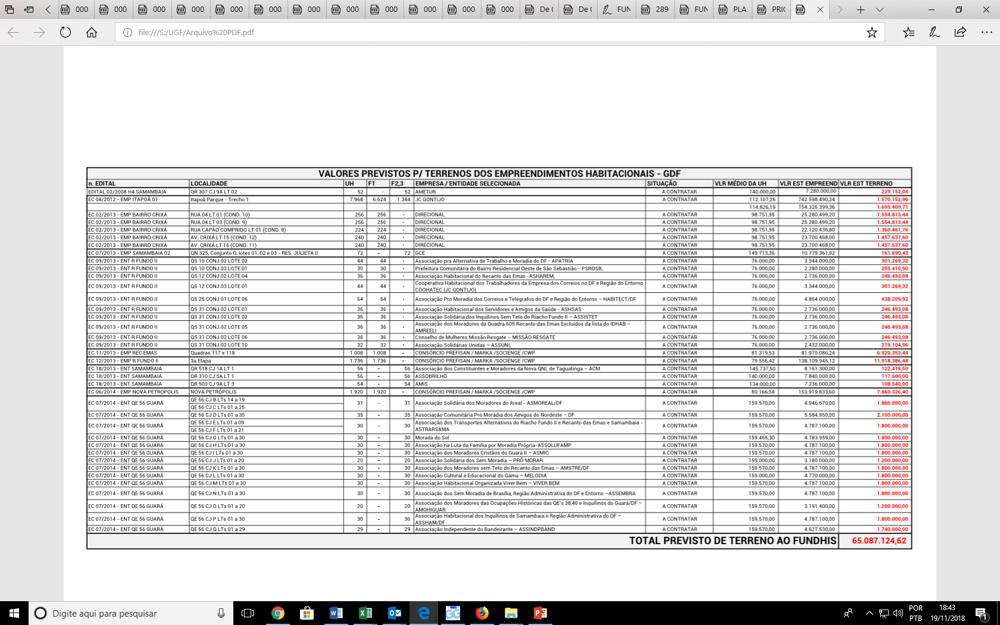 000 000 000 000 000 000 000 000 000 000 000 000 De ( De ( FUN 289 FUN PLA PRI
file:///S:/UGF/Arquivo%20PDF.pdf
VALORES PREVISTOS P/ TERRENOS DOS EMPREENDIMENTOS HABITACIONAIS - GDF
n. EDITAL LOCALIDADE UH F1 F2,3 EMPRESA / ENTIDADE SELECIONADA SITUAÇÃO VLR MÉDIO DA UH VLR EST EMPREEND VLR EST TERRENO
EDITAL 02/2008 H4 SAMAMBAIA QR 307 CJ 9A LT 02 52 - 52 AMETUR A CONTRATAR 140.000,00 7.280.000,00 229.152,04
EC 04/2012 - EMP ITAPOÃ 01 Itapoã Parque - Trecho 1 7.968 6.624 1.344 JC GONTIJO A CONTRATAR 112.107,26 742.598.490,24 1.570.152,96
114.826,19 154.326.399,36 1.695.409,71
EC 02/2013 - EMP BAIRRO CRIXÁ RUA 04 LT 01 (COND. 10) 256 256 - DIRECIONAL A CONTRATAR 98.751,95 25.280.499,20 1.554.813,44
EC 02/2013 - EMP BAIRRO CRIXÁ RUA 04 LT 03 (COND. 9) 256 256 - DIRECIONAL A CONTRATAR 98.751,95 25.280.499,20 1.554.813,44
EC 02/2013 - EMP BAIRRO CRIXÁ RUA CAPÃO COMPRIDO LT 01 (COND. 8) 224 224 - DIRECIONAL A CONTRATAR 98.751,95 22.120.436,80 1.360.461,76
EC 02/2013 - EMP BAIRRO CRIXÁ AV. CRIXÁ LT 15 (COND. 12) 240 240 - DIRECIONAL A CONTRATAR 98.751,95 23.700.468,00 1.457.637,60
EC 02/2013 - EMP BAIRRO CRIXÁ AV. CRIXÁ LT 16 (COND. 11) 240 240 - DIRECIONAL A CONTRATAR 98.751,95 23.700.468,00 1.457.637,60
EC 07/2013 - EMP SAMAMBAIA 02 QN 325, Conjunto G, lotes 01, 02 e 03 - RES. JULIETA II 72 - 72 GCE A CONTRATAR 149.713,36 10.779.361,92 161.690,43
EC 09/2013 - ENT R FUNDO II QS 10 CONJ.02 LOTE 02 44 44 - Associação pra Alternativa de Trabalho e Moradia do DF - APATRIA A CONTRATAR 76.000,00 3.344.000,00 301.269,32
EC 09/2013 - ENT R FUNDO II QS 10 CONJ.03 LOTE 01 30 30 - Prefeitura Comunitária do Bairro Residencial Oeste de São Sebastião - PSROSB, A CONTRATAR 76.000,00 2.280.000,00 205.410,90
EC 09/2013 - ENT R FUNDO II QS 12 CONJ.02 LOTE 04 36 36 - Associação Habitacional do Recanto das Emas -ASHAREM, A CONTRATAR 76.000,00 2.736.000,00 246.493,08
EC 09/2013 - ENT R FUNDO II QS 12 CONJ.03 LOTE 01 44 44 - Cooperativa Habitacional dos Trabalhadores da Empresa dos Correios no DF e Região do Entorno - A CONTRATAR 76.000,00 3.344.000,00 301.269,32
COOHATEC (JC GONTIJO)
EC 09/2013 - ENT R FUNDO II QS 25 CONJ.01 LOTE 06 64 64 - Associação Pro Moradia dos Correios e Telégrafos do DF e Região do Entorno – HABITECT/DF A CONTRATAR 76.000,00 4.864.000,00 438.209,92
EC 09/2013 - ENT R FUNDO II QS 31 CONJ.02 LOTE 01 36 36 - Associação Habitacional dos Servidores e Amigos da Saúde - ASHSAS A CONTRATAR 76.000,00 2.736.000,00 246.493,08
EC 09/2013 - ENT R FUNDO II QS 31 CONJ.02 LOTE 02 36 36 - Associação Solidária dos Inquilinos Sem Teto do Riacho Fundo II – ASSISTET A CONTRATAR 76.000,00 2.736.000,00 246.493,08
EC 09/2013 - ENT R FUNDO II QS 31 CONJ.02 LOTE 05 36 36 - Associação dos Moradores da Quadra 605 Recanto das Emas Excluídos da lista do IDHAB – A CONTRATAR 76.000,00 2.736.000,00 246.493,08
AMREELI
EC 09/2013 - ENT R FUNDO II QS 31 CONJ.02 LOTE 06 36 36 - Conselho de Mulheres Missão Resgate – MISSÃO RESGATE A CONTRATAR 76.000,00 2.736.000,00 246.493,08
EC 09/2013 - ENT R FUNDO II QS 31 CONJ.02 LOTE 10 32 32 - Associação Solidárias Unidas – ASSUNI, A CONTRATAR 76.000,00 2.432.000,00 219.104,96
EC 11/2013 - EMP REC EMAS Quadras 117 e 118 1.008 1.008 - CONSÓRCIO PREFISAN / MARKA /SOCIENGE /CWP A CONTRATAR 81.319,53 81.970.086,24 6.920.353,44
EC 12/2013 - EMP R FUNDO II 3a Etapa 1.736 1.736 - CONSÓRCIO PREFISAN / MARKA /SOCIENGE /CWP A CONTRATAR 79.556,42 138.109.945,12 11.918.386,48
EC 18/2013 - ENT SAMAMBAIA QR 518 CJ 1A LT 1 56 - 56 Associação dos Constituintes e Moradores da Nova QNL de Taguatinga – ACM A CONTRATAR 145.737,50 8.161.300,00 122.419,50
EC 18/2013 - ENT SAMAMBAIA QR 310 CJ 5A LT 1 56 - 56 ASSOBRILHO A CONTRATAR 140.000,00 7.840.000,00 117.600,00
EC 18/2013 - ENT SAMAMBAIA QR 503 CJ 9A LT 3 54 - 54 AMIS A CONTRATAR 134.000,00 7.236.000,00 108.540,00
EC 06/2014 - EMP NOVA PETROPOLIS NOVA PETRÓPOLIS 1.920 1.920 - CONSÓRCIO PREFISAN / MARKA /SOCIENGE /CWP A CONTRATAR 80.166,58 153.919.833,60 7.860.326,40
EC 07/2014 - ENT QE 56 GUARÁ QE 56 CJ B LTs 14 a 19 31 - 31 Associação Solidária dos Moradores do Areal - ASMOREAL/DF A CONTRATAR 159.570,00 4.946.670,00 1.860.000,00
QE 56 CJ C LTs 01 a 25
EC 07/2014 - ENT QE 56 GUARÁ QE 56 CJ D LTs 01 a 35 35 - 35 Associação Comunitária Pró Moradia dos Amigos do Nordeste – DF A CONTRATAR 159.570,00 5.584.950,00 2.100.000,00
EC 07/2014 - ENT QE 56 GUARÁ QE 56 CJ E LTs 01 a 09 30 - 30 Associação dos Transportes Alternativos do Riacho Fundo II e Recanto das Emas e Samambaia - A CONTRATAR 159.570,00 4.787.100,00 1.800.000,00
QE 56 CJ F LTs 01 a 21 ASTRARSAMA
EC 07/2014 - ENT QE 56 GUARÁ QE 56 CJ G LTs 01 a 30 30 - 30 Morada do Sol A CONTRATAR 159.465,30 4.783.959,00 1.800.000,00
EC 07/2014 - ENT QE 56 GUARÁ QE 56 CJ H LTs 01 a 30 30 - 30 Associação na Luta da Família por Moradia Própria-ASSOLUFAMP A CONTRATAR 159.570,00 4.787.100,00 1.800.000,00
EC 07/2014 - ENT QE 56 GUARÁ QE 56 CJ I LTs 01 a 30 30 - 30 Associação dos Moradores Cristãos do Guará II – ASMIC A CONTRATAR 159.570,00 4.787.100,00 1.800.000,00
EC 07/2014 - ENT QE 56 GUARÁ QE 56 CJ J LTs 01 a 20 20 - 20 Associação Solidária dos Sem Moradia – PRÓ MORAR A CONTRATAR 159.000,00 3.180.000,00 1.200.000,00
EC 07/2014 - ENT QE 56 GUARÁ QE 56 CJ K LTs 01 a 30 30 - 30 Associação dos Moradores sem Teto do Recanto das Emas – AMSTRE/DF A CONTRATAR 159.570,00 4.787.100,00 1.800.000,00
EC 07/2014 - ENT QE 56 GUARÁ QE 56 CJ L LTs 01 a 30 30 - 30 Associação Cultural e Educacional do Gama – MELODIA A CONTRATAR 159.000,00 4.770.000,00 1.800.000,00
EC 07/2014 - ENT QE 56 GUARÁ QE 56 CJ M LTs 01 a 30 30 - 30 Associação Habitacional Organizada Viver Bem – VIVER BEM A CONTRATAR 159.570,00 4.787.100,00 1.800.000,00
EC 07/2014 - ENT QE 56 GUARÁ QE 56 CJ N LTs 01 a 30 30 - 30 Associação dos Sem Moradia de Brasília, Região Administrativa do DF e Entorno –ASSEMBRA A CONTRATAR 159.570,00 4.787.100,00 1.800.000,00
EC 07/2014 - ENT QE 56 GUARÁ QE 56 CJ O LTs 01 a 20 20 - 20 Associação dos Moradores das Ocupações Históricas das QE's 38,40 e Inquilinos do Guará/DF – A CONTRATAR 159.570,00 3.191.400,00 1.200.000,00
AMOHIGUAR
EC 07/2014 - ENT QE 56 GUARÁ QE 56 CJ P LTs 01 a 30 30 - 30 Associação Habitacional dos Inquilinos de Samambaia e Região Administrativa do DF – A CONTRATAR 159.570,00 4.787.100,00 1.800.000,00
ASSHAM/DF
EC 07/2014 - ENT QE 56 GUARÁ QE 56 CJ Q LTs 01 a 29 29 - 29 Associação Independente do Bandeirante – ASSINDPBAND A CONTRATAR 159.570,00 4.627.530,00 1.740.000,00
TOTAL PREVISTO DE TERRENO AO FUNDHIS 65.087.124,62
Digite aqui para pesquisar
POR
PTB
18:43
19/11/2018
1